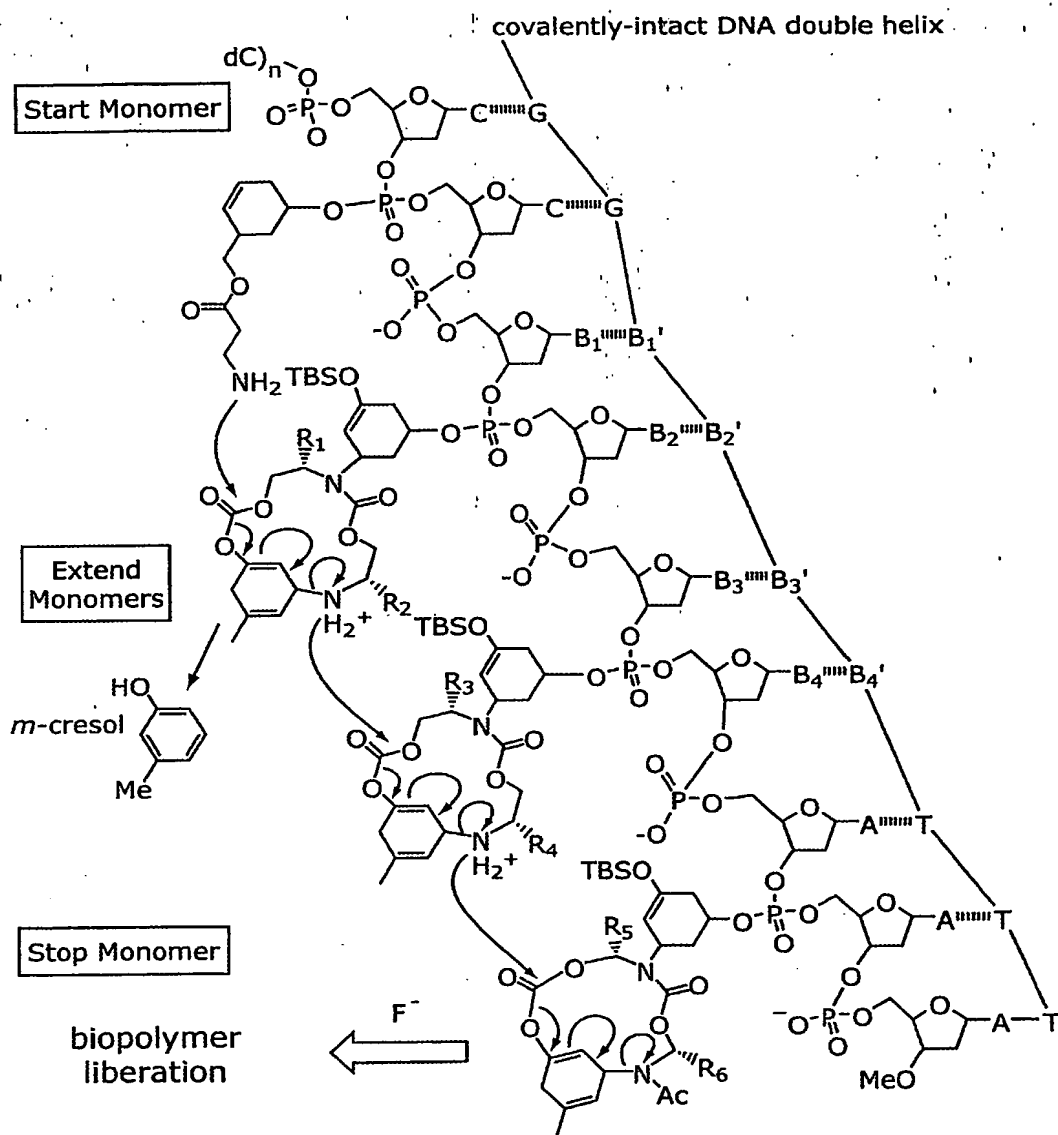 covalently-intact DNA double helix
dC)n O
Start Monomer
O=P-O O C G
O
O
O P-O O C G
O
O O
O P
O=
-O O O B1 B1'
NH2 TBSO
O
R1 O P-O O B2 B2'
N O
O O O
O O O
O P
Extend
Monomers
-O O O B3 B3'
N R2
H2+ TBSO O
O P-O O B4 B4'
HO R3 O
m-cresol N
O O O O
O O P
Me -O O O A T
N R4
H2+ TBSO O
O P-O O A T
Stop Monomer
R5 O
O O N O O
O O P-O O A T
-O O
F-
biopolymer
liberation
N R6 MeO
Ac